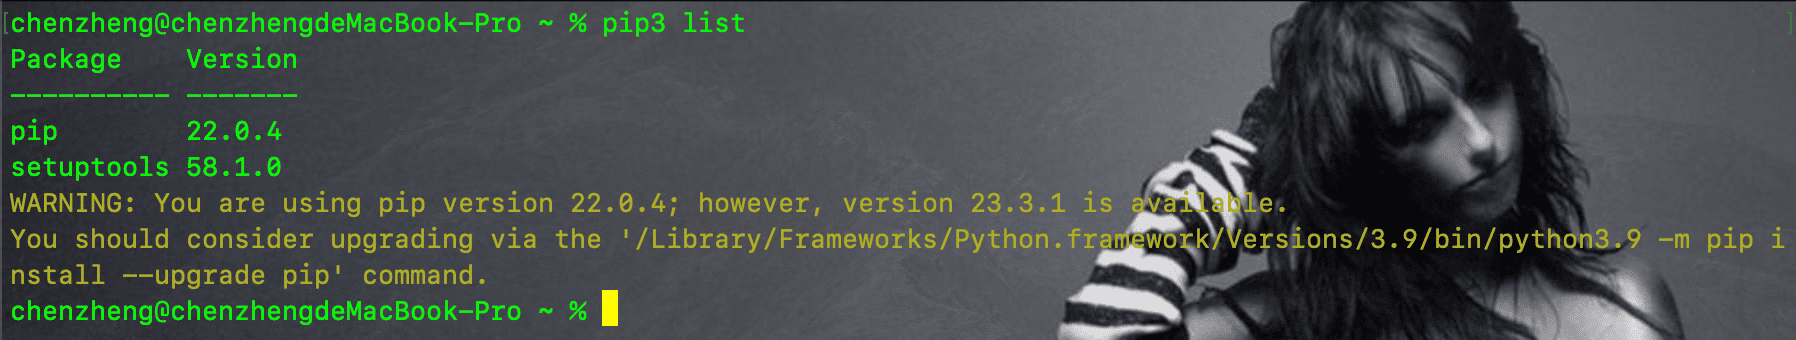 chenzheng@chenzhengdeMacBook-Pro ~ % pip3 list
Package    Version
---------- -------
pip        22.0.4
setuptools 58.1.0
WARNING: You are using pip version 22.0.4; however, version 23.3.1 is available.
You should consider upgrading via the '/Library/Frameworks/Python.framework/Versions/3.9/bin/python3.9 -m pip i
nstall --upgrade pip' command.
chenzheng@chenzhengdeMacBook-Pro ~ %